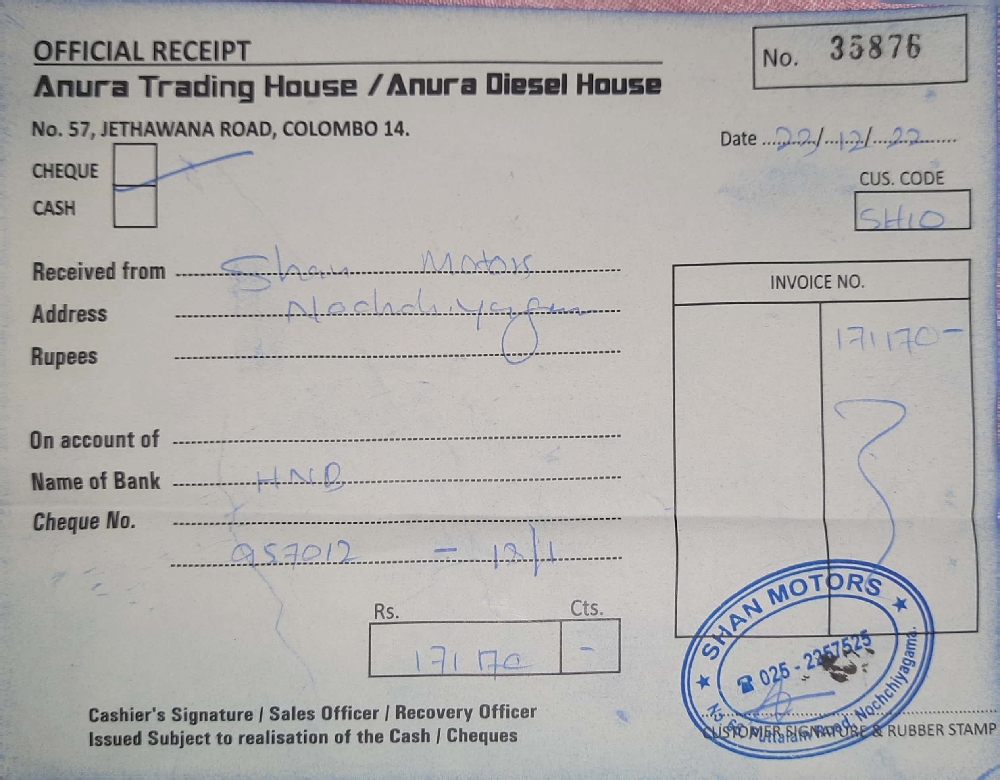 OFFICIAL RECEIPT
No. 35876
Anura Trading House / Anura Diesel House
No. 57, JETHAWANA ROAD, COLOMBO 14.
Date 22/12/22
CHEQUE
CUS. CODE
CASH
SH10
Received from Shan Motors
INVOICE NO.
Address Nochchiyagama
171170-
Rupees
On account of
Name of Bank HNB
Cheque No.
957012 - 12/1
Rs. Cts.
17170 -
SHAN MOTORS
025 - 2257525
Puttalam Road, Nochchiyagama.
Cashier's Signature / Sales Officer / Recovery Officer
CUSTOMER SIGNATURE & RUBBER STAMP
Issued Subject to realisation of the Cash / Cheques